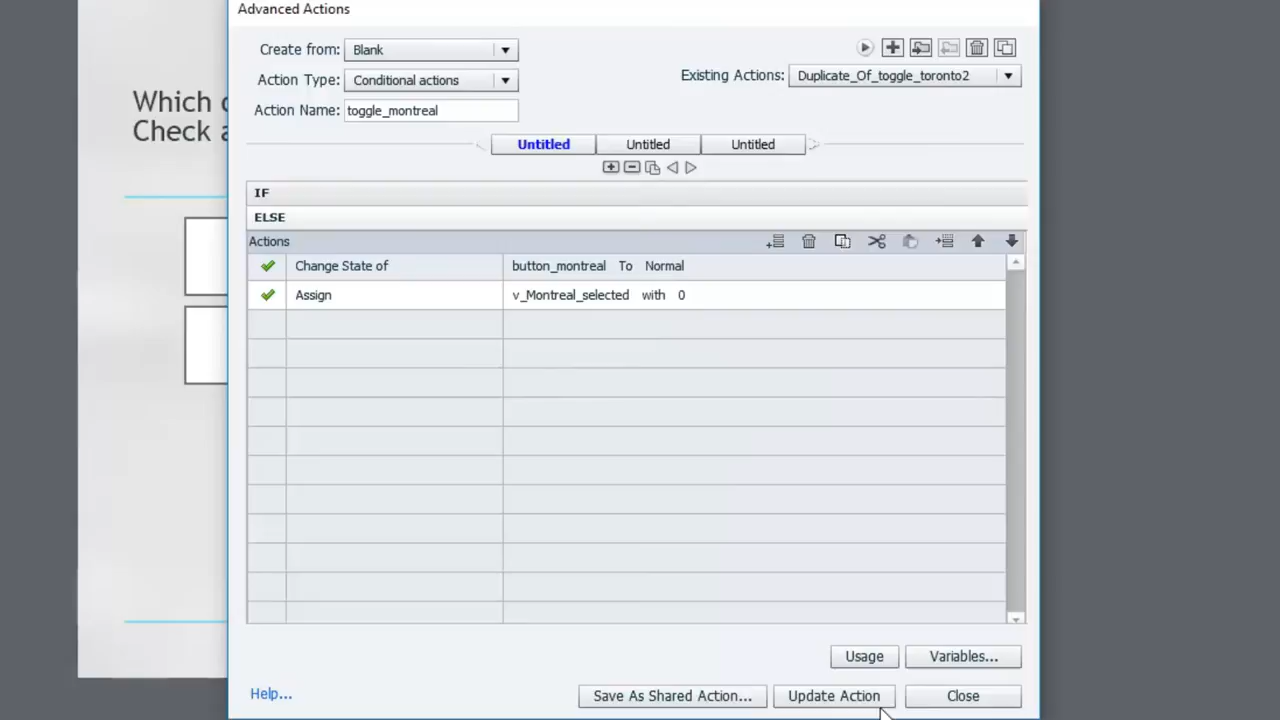 Advanced Actions
Create from: Blank
Action Type: Conditional actions
Existing Actions: Duplicate_Of_toggle_toronto2
Action Name: toggle_montreal
Which
Check
Untitled Untitled Untitled
IF
ELSE
Actions
Change State of button_montreal To Normal
Assign v_Montreal_selected with 0
Usage Variables...
Help... Save As Shared Action... Update Action Close